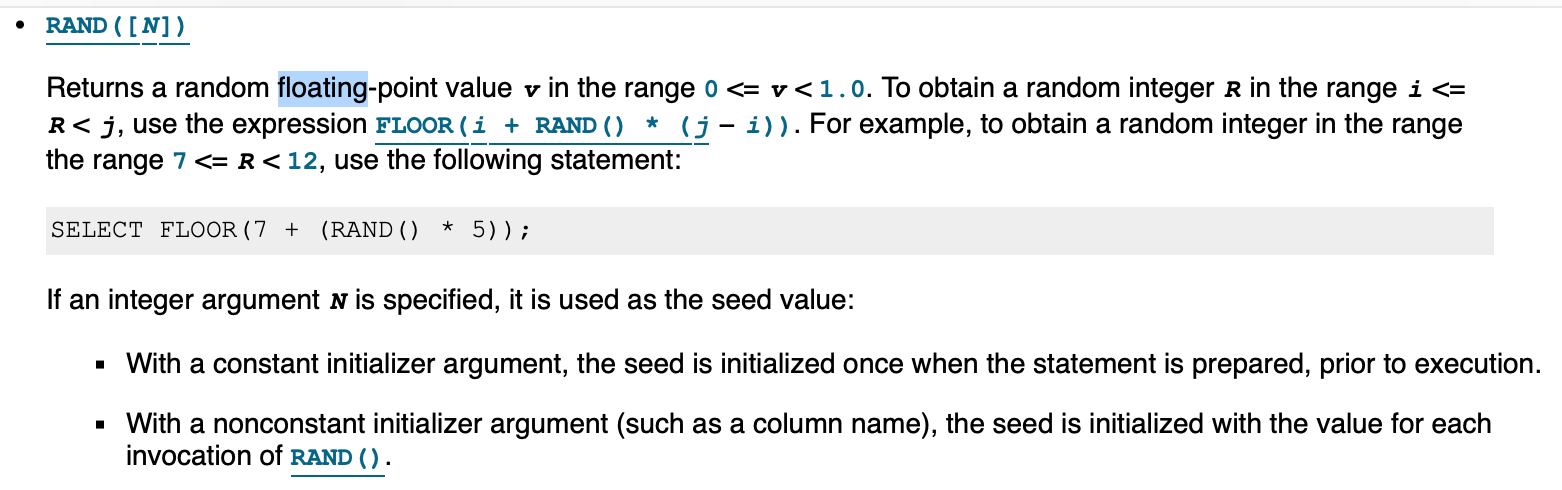 • RAND([N])
Returns a random floating-point value v in the range 0 <= v < 1.0. To obtain a random integer R in the range i <=
R < j, use the expression FLOOR(i + RAND() * (j − i)). For example, to obtain a random integer in the range
the range 7 <= R < 12, use the following statement:
SELECT FLOOR(7 + (RAND() * 5));
If an integer argument N is specified, it is used as the seed value:
▪ With a constant initializer argument, the seed is initialized once when the statement is prepared, prior to execution.
▪ With a nonconstant initializer argument (such as a column name), the seed is initialized with the value for each
invocation of RAND().